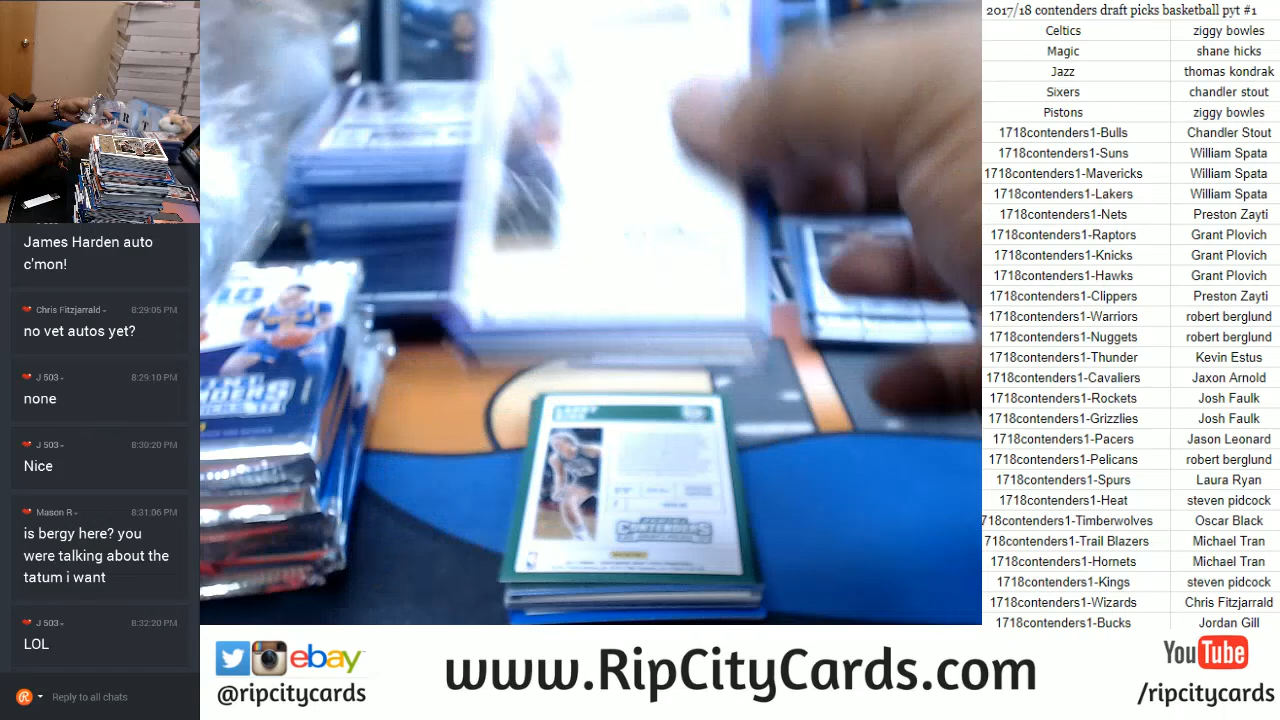 James Harden auto
c'mon!
Chris Fitzjarrald - 8:29:05 PM
no vet autos yet?
J 503 - 8:29:10 PM
none
J 503 - 8:30:20 PM
Nice
Mason R - 8:31:06 PM
is bergy here? you
were talking about the
tatum i want
J 503 - 8:32:20 PM
LOL
Reply to all chats
CONTENDERS
2017/18 contenders draft picks basketball pyt #1
Celtics ziggy bowles
Magic shane hicks
Jazz thomas kondrak
Sixers chandler stout
Pistons ziggy bowles
1718contenders1-Bulls Chandler Stout
1718contenders1-Suns William Spata
1718contenders1-Mavericks William Spata
1718contenders1-Lakers William Spata
1718contenders1-Nets Preston Zayti
1718contenders1-Raptors Grant Plovich
1718contenders1-Knicks Grant Plovich
1718contenders1-Hawks Grant Plovich
1718contenders1-Clippers Preston Zayti
1718contenders1-Warriors robert berglund
1718contenders1-Nuggets robert berglund
1718contenders1-Thunder Kevin Estus
1718contenders1-Cavaliers Jaxon Arnold
1718contenders1-Rockets Josh Faulk
1718contenders1-Grizzlies Josh Faulk
1718contenders1-Pacers Jason Leonard
1718contenders1-Pelicans robert berglund
1718contenders1-Spurs Laura Ryan
1718contenders1-Heat steven pidcock
718contenders1-Timberwolves Oscar Black
718contenders1-Trail Blazers Michael Tran
1718contenders1-Hornets Michael Tran
1718contenders1-Kings steven pidcock
1718contenders1-Wizards Chris Fitzjarrald
1718contenders1-Bucks Jordan Gill
ebay
@ripcitycards
www.RipCityCards.com
YouTube
/ripcitycards